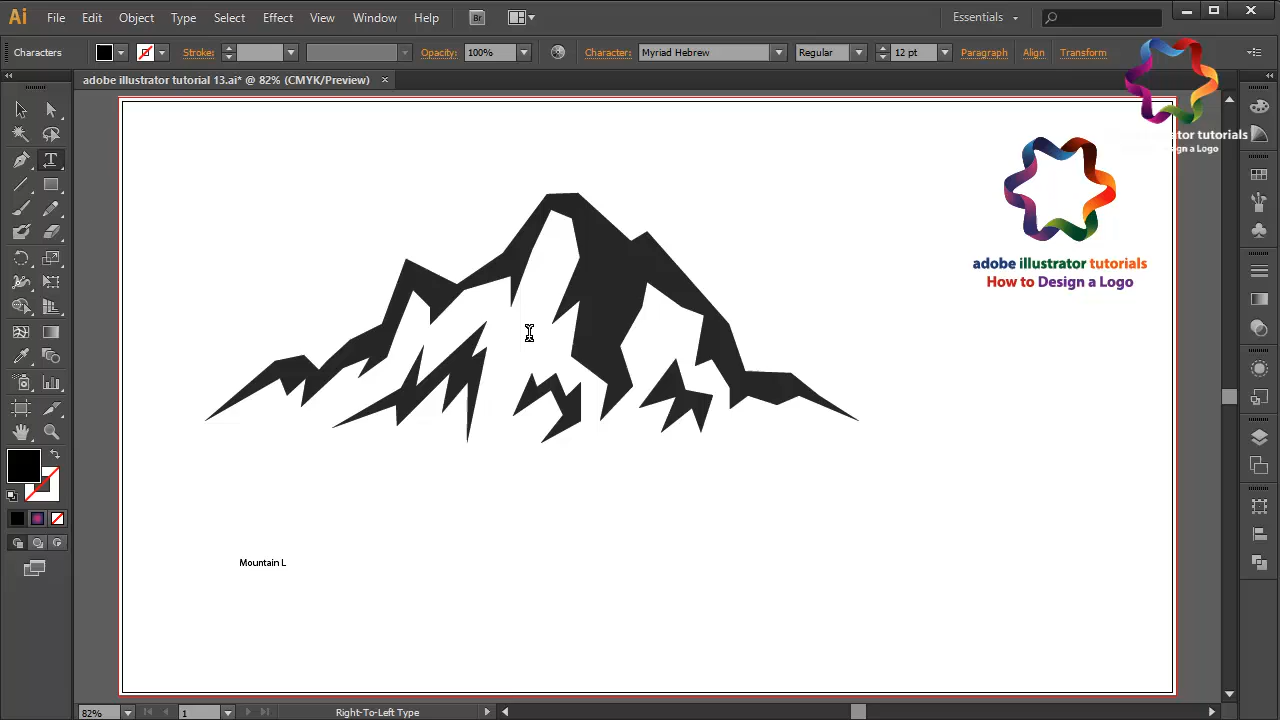 Ai File Edit Object Type Select Effect View Window Help Br Essentials
Characters Stroke: Opacity: 100% Character: Myriad Hebrew Regular 12 pt Paragraph Align Transform
adobe illustrator tutorial 13.ai* @ 82% (CMYK/Preview)
adobe illustrator tutorials
How to Design a Logo
Mountain L
82% 1 Right-To-Left Type